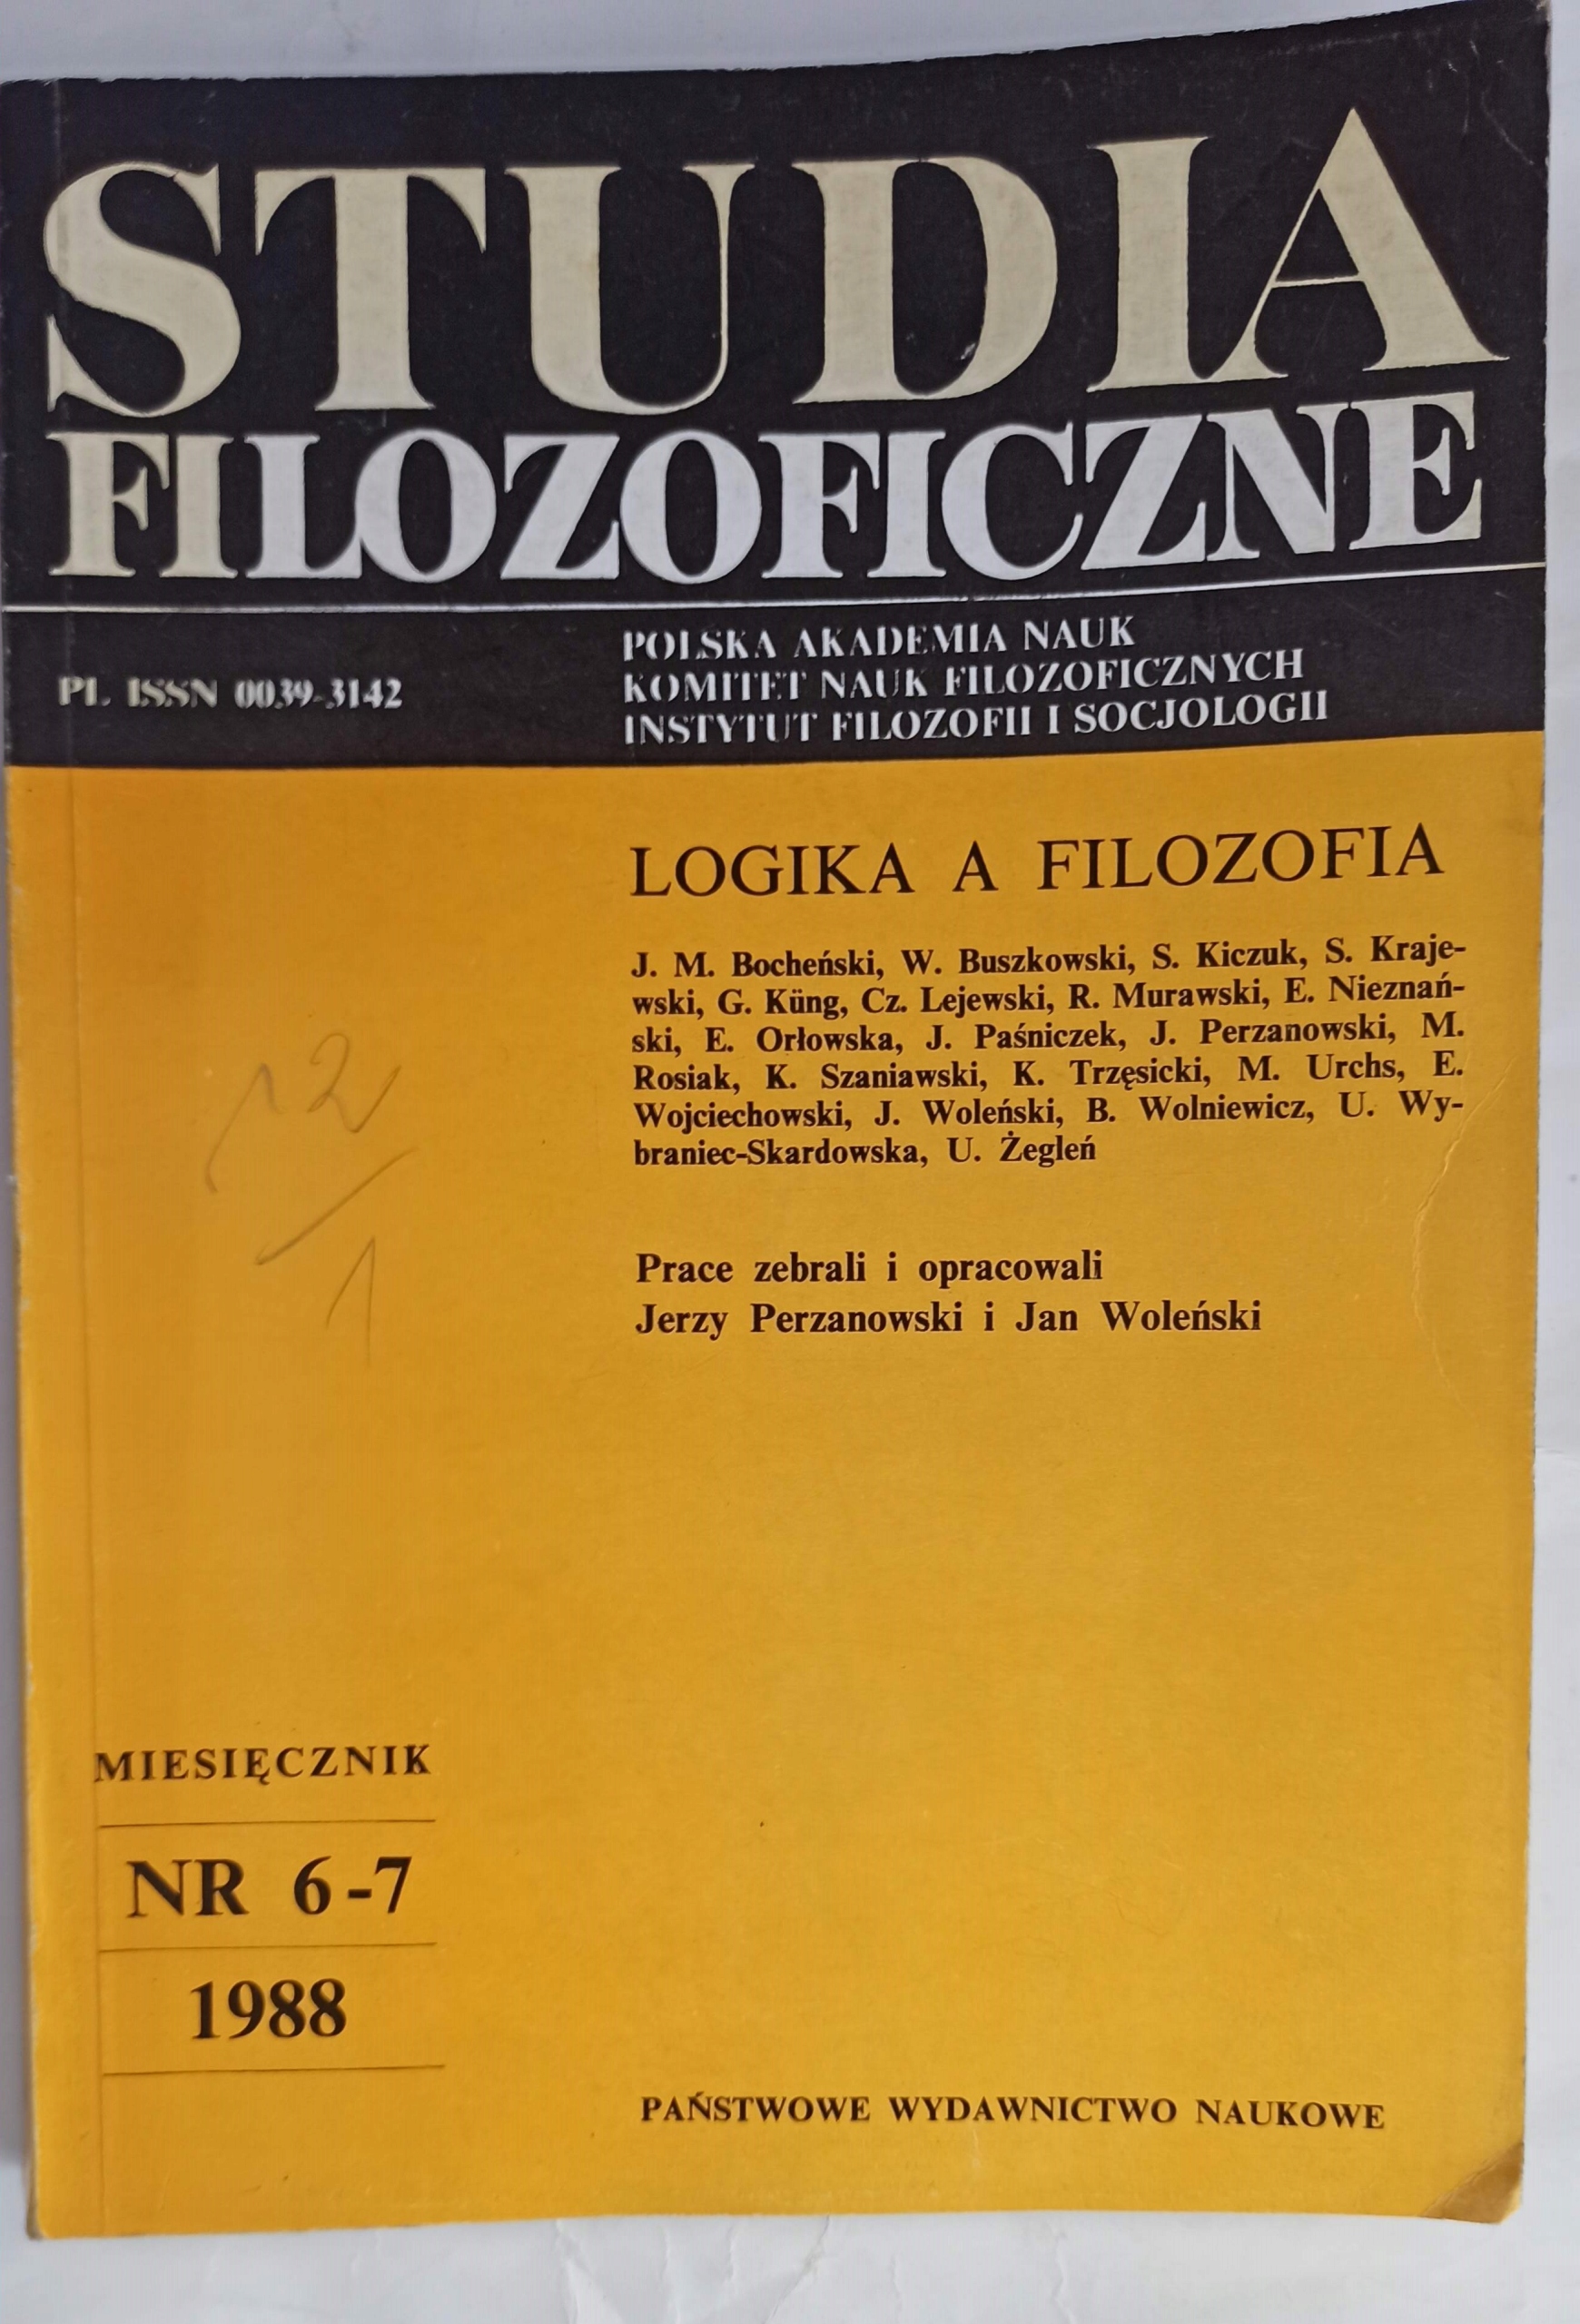 STUDIA
FILOZOFICZNE
PL ISSN 0039-3142
POLSKA AKADEMIA NAUK
KOMITET NAUK FILOZOFICZNYCH
INSTYTUT FILOZOFII I SOCJOLOGII
LOGIKA A FILOZOFIA
J. M. Bocheński, W. Buszkowski, S. Kiczuk, S. Kraje-
wski, G. Küng, Cz. Lejewski, R. Murawski, E. Nieznań-
ski, E. Orłowska, J. Paśniczek, J. Perzanowski, M.
Rosiak, K. Szaniawski, K. Trzęsicki, M. Urchs, E.
Wojciechowski, J. Woleński, B. Wolniewicz, U. Wy-
braniec-Skardowska, U. Żegleń
12
/
1
Prace zebrali i opracowali
Jerzy Perzanowski i Jan Woleński
MIESIĘCZNIK
NR 6-7
1988
PAŃSTWOWE WYDAWNICTWO NAUKOWE